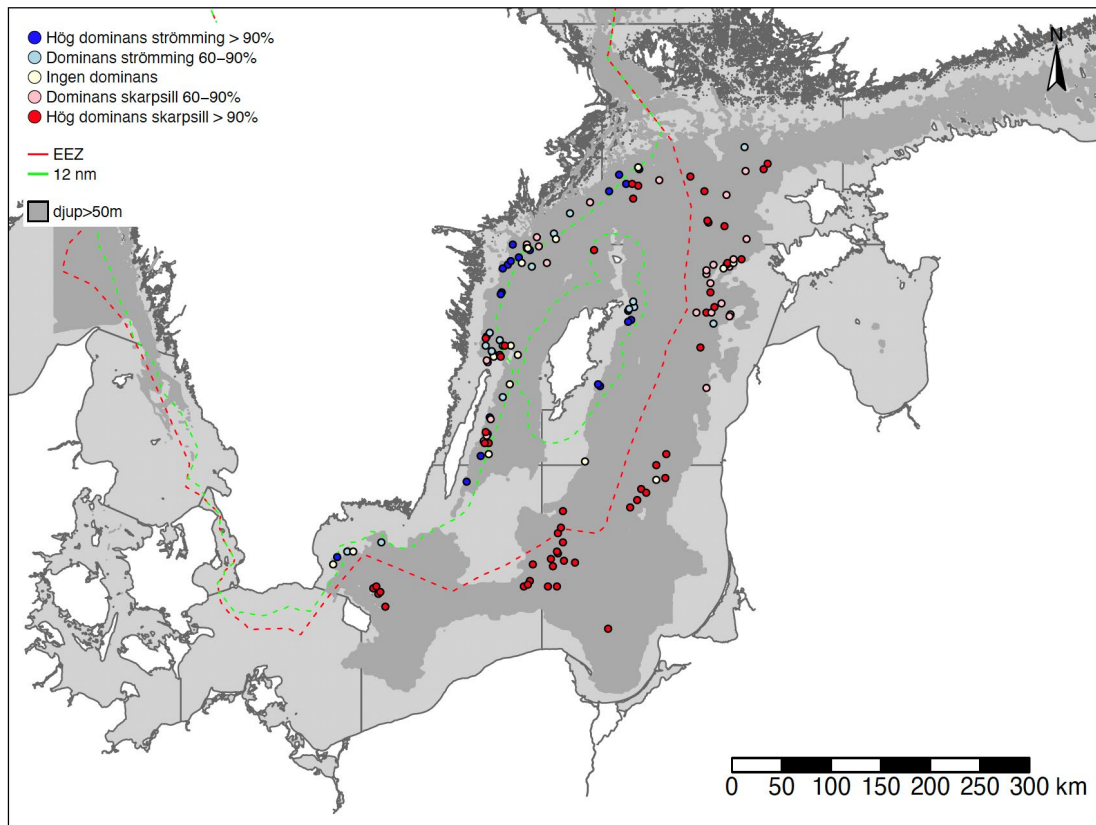 Hög dominans strömming > 90%
Dominans strömming 60−90%
Ingen dominans
Dominans skarpsill 60−90%
Hög dominans skarpsill > 90%
EEZ
12 nm
djup>50m
N
0 50 100 150 200 250 300 km